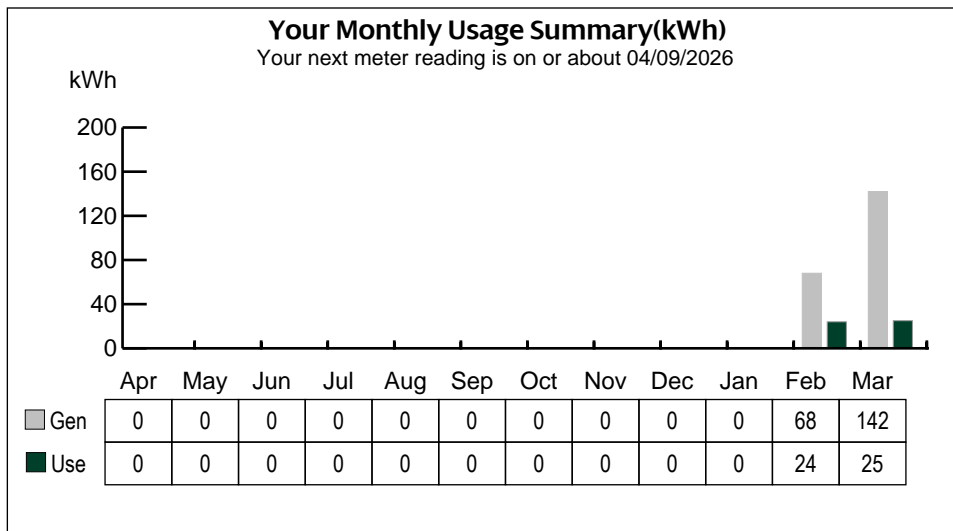 Your Monthly Usage Summary(kWh)
Your next meter reading is on or about 04/09/2026
kWh
200
160
120
80
40
0
Apr May Jun Jul Aug Sep Oct Nov Dec Jan Feb Mar
Gen 0 0 0 0 0 0 0 0 0 0 68 142
Use 0 0 0 0 0 0 0 0 0 0 24 25